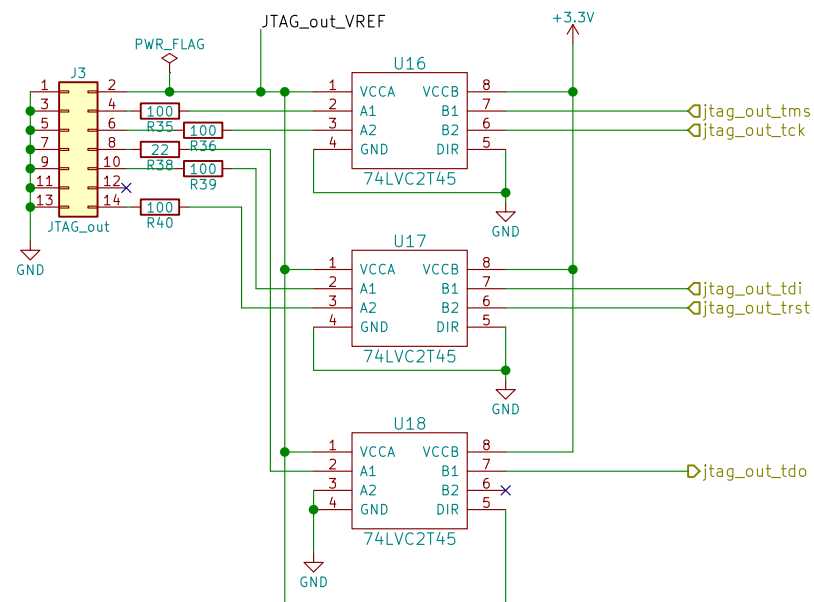 JTAG_out_VREF
+3.3V
PWR_FLAG
J3
1 2
3 4
5 6
7 8
9 10
11 12
13 14
JTAG_out
GND
100
R35
100
R36
22
R38
100
R39
100
R40
U16
1 VCCA VCCB 8
2 A1 B1 7
3 A2 B2 6
4 GND DIR 5
74LVC2T45
GND
jtag_out_tms
jtag_out_tck
U17
1 VCCA VCCB 8
2 A1 B1 7
3 A2 B2 6
4 GND DIR 5
74LVC2T45
GND
jtag_out_tdi
jtag_out_trst
U18
1 VCCA VCCB 8
2 A1 B1 7
3 A2 B2 6
4 GND DIR 5
74LVC2T45
GND
jtag_out_tdo